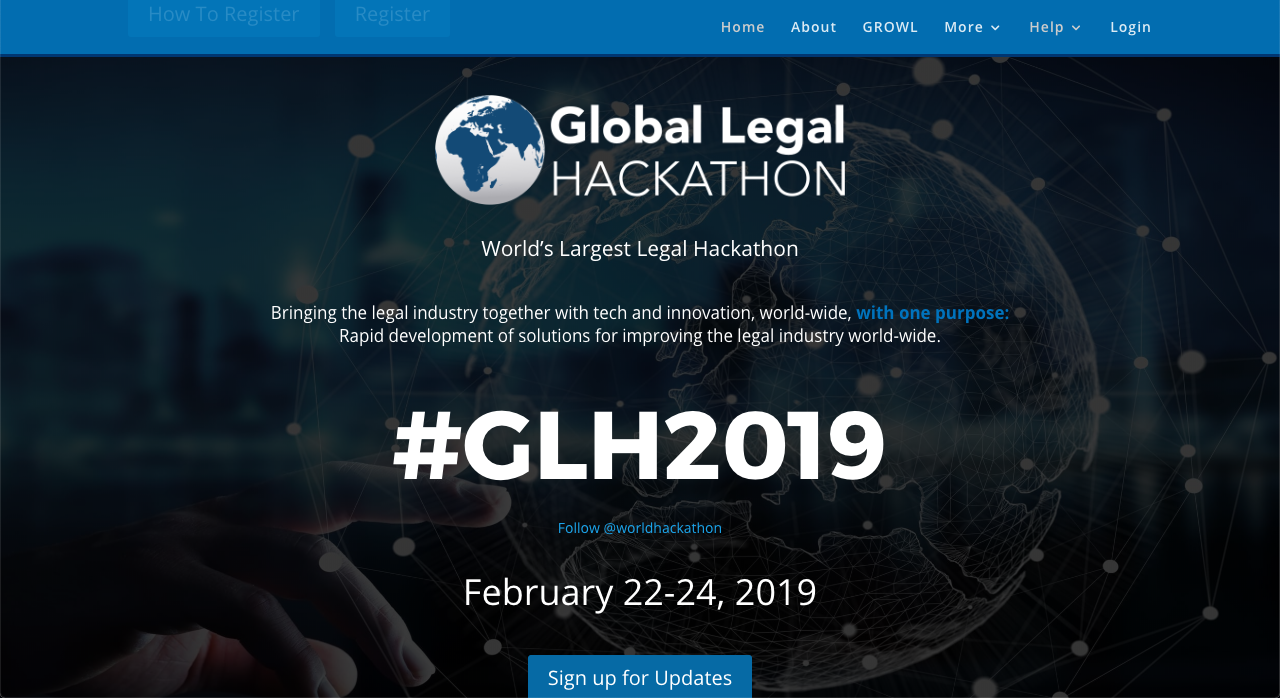 How To Register
Register
Home
About
GROWL
More
Help
Login
Global Legal
HACKATHON
World’s Largest Legal Hackathon
Bringing the legal industry together with tech and innovation, world-wide, with one purpose:
Rapid development of solutions for improving the legal industry world-wide.
#GLH2019
Follow @worldhackathon
February 22-24, 2019
Sign up for Updates